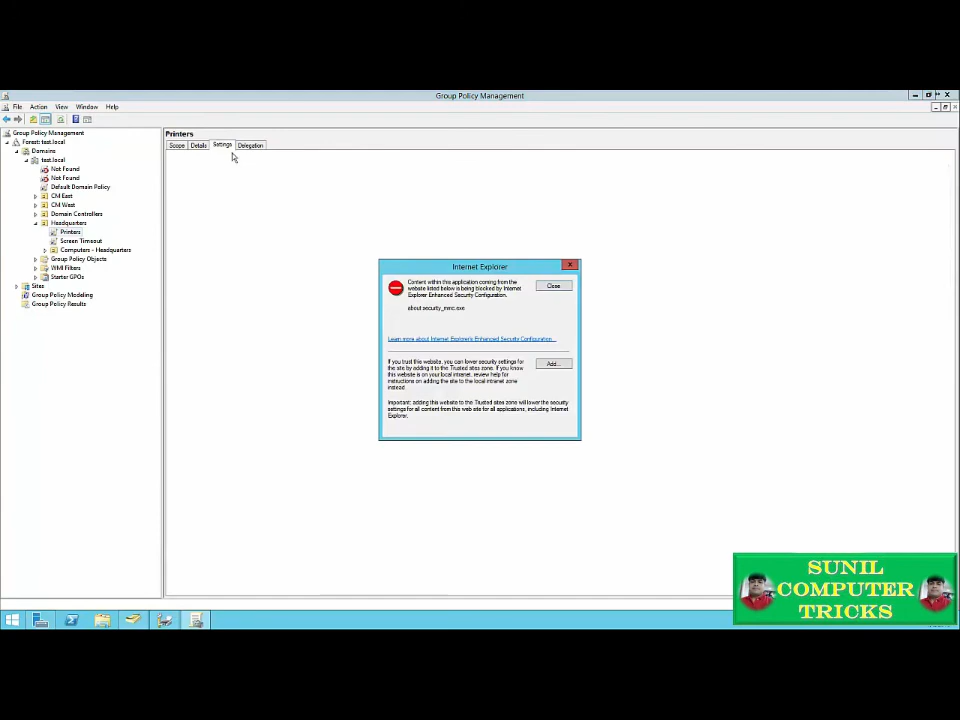 Group Policy Management
File Action View Window Help
Group Policy Management
Forest: test.local
Domains
test.local
Not Found
Not Found
Default Domain Policy
CM East
CM West
Domain Controllers
Headquarters
Printers
Screen Timeout
Computers - Headquarters
Group Policy Objects
WMI Filters
Starter GPOs
Sites
Group Policy Modeling
Group Policy Results
Printers
Scope Details Settings Delegation
Internet Explorer
Content within this application coming from the
website listed below is being blocked by Internet
Explorer Enhanced Security Configuration.
Close
about:security_mmc.exe
Learn more about Internet Explorer's Enhanced Security Configuration...
If you trust this website, you can lower security settings for
the site by adding it to the Trusted sites zone. If you know
this website is on your local intranet, review help for
instructions on adding the site to the local intranet zone
instead.
Add...
Important: adding this website to the Trusted sites zone will lower the security
settings for all content from this web site for all applications, including Internet
Explorer.
SUNIL
COMPUTER
TRICKS